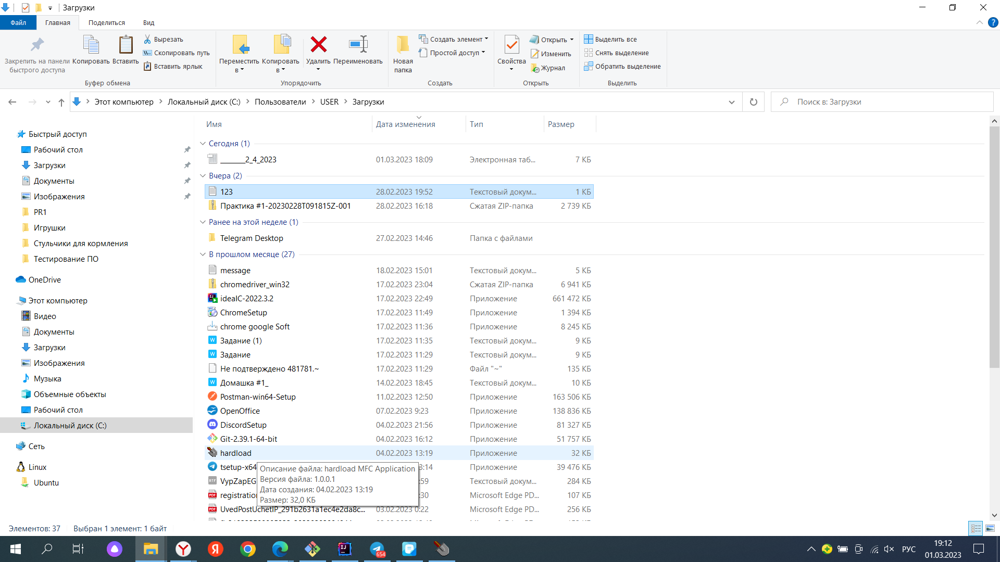 Загрузки
Файл Главная Поделиться Вид
Закрепить на панели быстрого доступа
Копировать
Вставить
Вырезать
Скопировать путь
Вставить ярлык
Буфер обмена
Переместить в
Копировать в
Удалить
Переименовать
Упорядочить
Новая папка
Создать элемент
Простой доступ
Создать
Свойства
Открыть
Изменить
Журнал
Открыть
Выделить все
Снять выделение
Обратить выделение
Выделить
Этот компьютер Локальный диск (C:) Пользователи USER Загрузки
Поиск в: Загрузки
Быстрый доступ
Рабочий стол
Загрузки
Документы
Изображения
PR1
Игрушки
Стульчики для кормления
Тестирование ПО
OneDrive
Этот компьютер
Видео
Документы
Загрузки
Изображения
Музыка
Объемные объекты
Рабочий стол
Локальный диск (C:)
Сеть
Linux
Ubuntu
Имя Дата изменения Тип Размер
Сегодня (1)
_______2_4_2023 01.03.2023 18:09 Электронная таб... 7 КБ
Вчера (2)
123 28.02.2023 19:52 Текстовый докум... 1 КБ
Практика #1-20230228T091815Z-001 28.02.2023 16:18 Сжатая ZIP-папка 2 739 КБ
Ранее на этой неделе (1)
Telegram Desktop 27.02.2023 14:46 Папка с файлами
В прошлом месяце (27)
message 18.02.2023 15:01 Текстовый докум... 5 КБ
chromedriver_win32 17.02.2023 23:04 Сжатая ZIP-папка 6 941 КБ
ideaIC-2022.3.2 17.02.2023 22:49 Приложение 661 472 КБ
ChromeSetup 17.02.2023 11:49 Приложение 1 394 КБ
chrome google Soft 17.02.2023 11:36 Приложение 8 245 КБ
Задание (1) 17.02.2023 11:35 Текстовый докум... 9 КБ
Задание 17.02.2023 11:29 Текстовый докум... 9 КБ
Не подтверждено 481781.~ 17.02.2023 11:29 Файл "~" 135 КБ
Домашка #1_ 14.02.2023 18:45 Текстовый докум... 10 КБ
Postman-win64-Setup 11.02.2023 12:50 Приложение 163 506 КБ
OpenOffice 07.02.2023 9:23 Приложение 138 836 КБ
DiscordSetup 04.02.2023 21:56 Приложение 81 327 КБ
Git-2.39.1-64-bit 04.02.2023 16:12 Приложение 51 757 КБ
hardload 04.02.2023 13:19 Приложение 32 КБ
tsetup-x64 3:14 Приложение 39 476 КБ
VypZapEG :59 Текстовый докум... 284 КБ
registration :30 Microsoft Edge PD... 107 КБ
UvedPostUchetIP_291b2631a1ec4e2da8c... 03.02.2023 0:22 Microsoft Edge PD... 256 КБ
Описание файла: hardload MFC Application
Версия файла: 1.0.0.1
Дата создания: 04.02.2023 13:19
Размер: 32,0 КБ
Элементов: 37 Выбран 1 элемент: 1 байт
654
РУС
19:12
01.03.2023